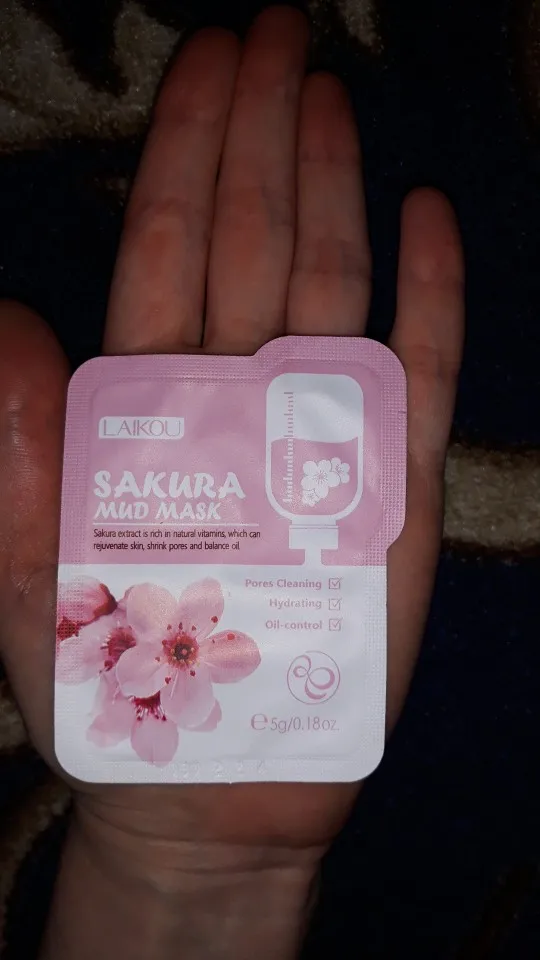 LAIKOU
SAKURA
MUD MASK
Sakura extract is rich in natural vitamins, which can
rejuvenate skin, shrink pores and balance oil.
Pores Cleaning
Hydrating
Oil-control
℮5g/0.18oz.